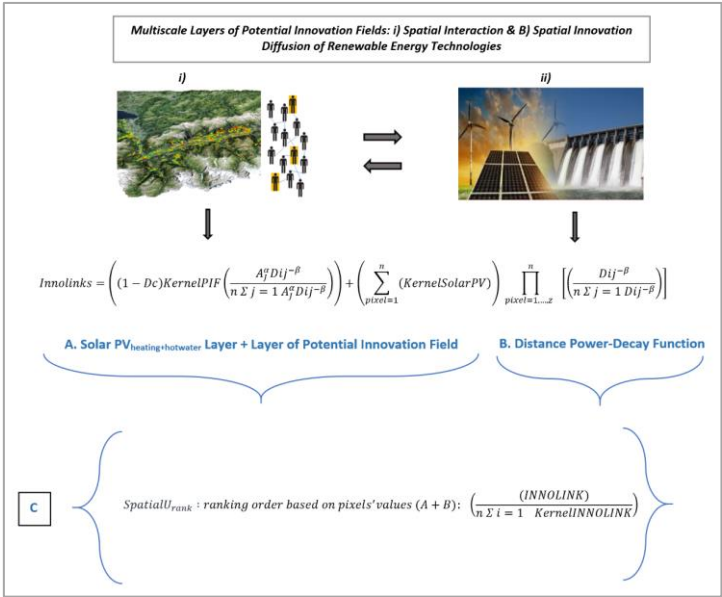 Multiscale Layers of Potential Innovation Fields: i) Spatial Interaction & B) Spatial Innovation
Diffusion of Renewable Energy Technologies
i)
ii)
Innolinks = ((1 − Dc)KernelPIF(A_j^α Dij^−β / n Σ j = 1 A_j^α Dij^−β)) + (∑_{pixel=1}^{n} (KernelSolarPV)) ∏_{pixel=1,…,z}^{n} [(Dij^−β / n Σ j = 1 Dij^−β)]
A. Solar PV_heating+hotwater Layer + Layer of Potential Innovation Field
B. Distance Power-Decay Function
C
SpatialU_rank : ranking order based on pixels'values (A + B): ((INNOLINK) / n Σ i = 1 KernelINNOLINK)